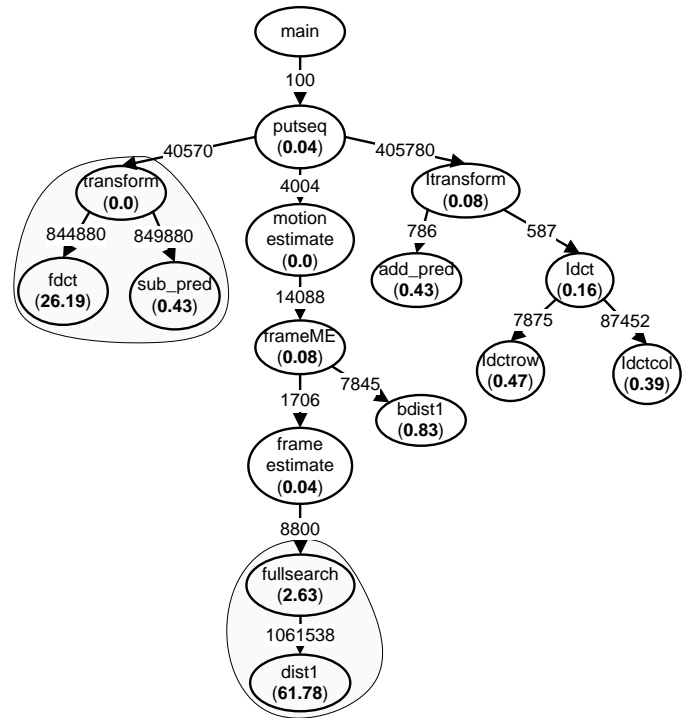 main
100
putseq
(0.04)
40570
4004
405780
transform
(0.0)
844880
849880
fdct
(26.19)
sub_pred
(0.43)
motion
estimate
(0.0)
14088
frameME
(0.08)
1706
7845
bdist1
(0.83)
frame
estimate
(0.04)
8800
fullsearch
(2.63)
1061538
dist1
(61.78)
Itransform
(0.08)
786
587
add_pred
(0.43)
Idct
(0.16)
7875
87452
Idctrow
(0.47)
Idctcol
(0.39)